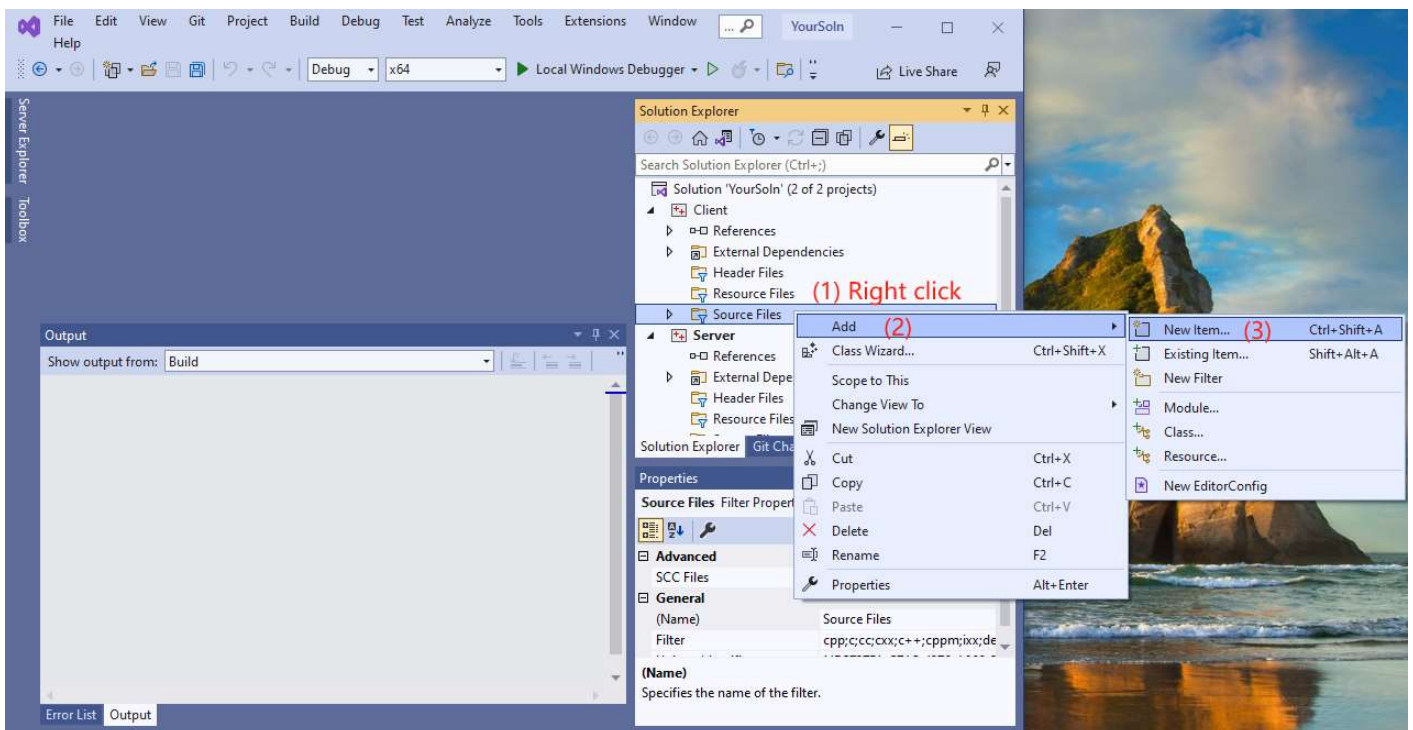 File Edit View Git Project Build Debug Test Analyze Tools Extensions Window ... YourSoln
Help
Debug x64 Local Windows Debugger Live Share
Server Explorer
Toolbox
Solution Explorer
Search Solution Explorer (Ctrl+;)
Solution 'YourSoln' (2 of 2 projects)
Client
References
External Dependencies
Header Files
Resource Files (1) Right click
Source Files
Server
References
External Depe
Header Files
Resource Files
Solution Explorer Git Cha
Add (2)
Class Wizard... Ctrl+Shift+X
Scope to This
Change View To
New Solution Explorer View
Cut Ctrl+X
Copy Ctrl+C
Paste Ctrl+V
Delete Del
Rename F2
Properties Alt+Enter
New Item... (3) Ctrl+Shift+A
Existing Item... Shift+Alt+A
New Filter
Module...
Class...
Resource...
New EditorConfig
Output
Show output from: Build
Error List Output
Properties
Source Files Filter Propert
Advanced
SCC Files
General
(Name) Source Files
Filter cpp;c;cc;cxx;c++;cppm;ixx;de
(Name)
Specifies the name of the filter.